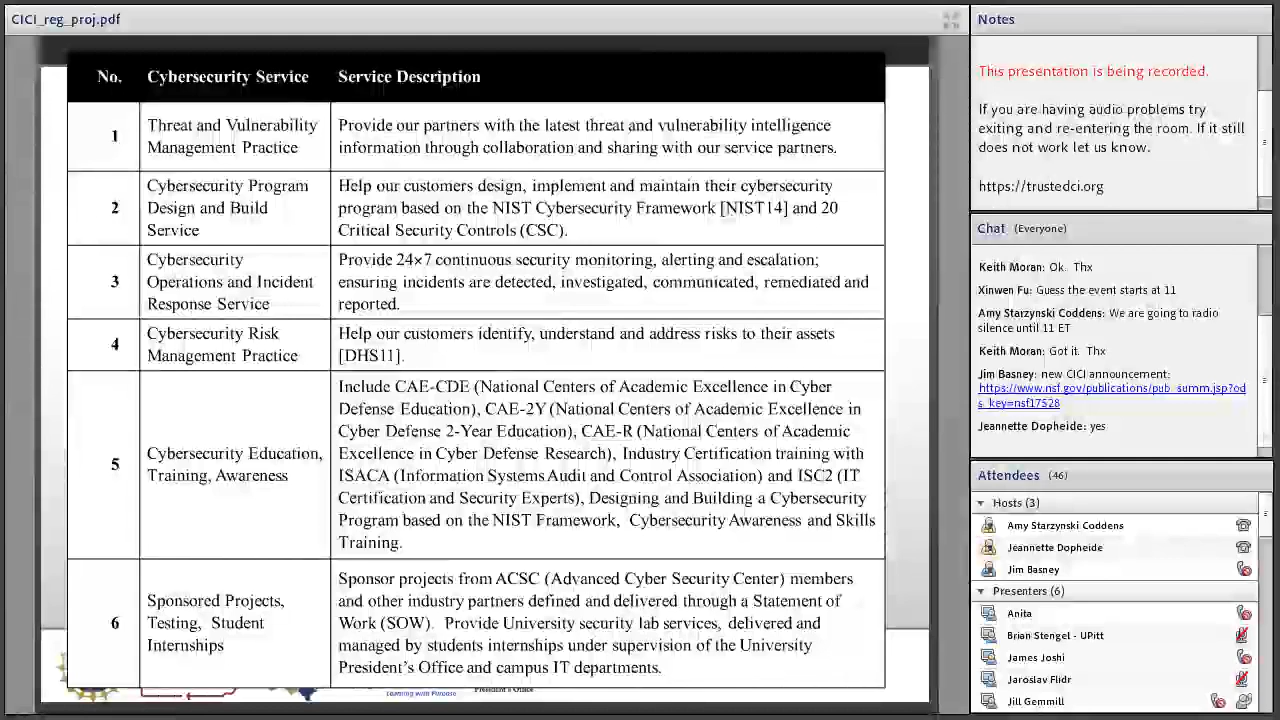 CICI_reg_proj.pdf
No. Cybersecurity Service Service Description
1
Threat and Vulnerability
Management Practice
Provide our partners with the latest threat and vulnerability intelligence
information through collaboration and sharing with our service partners.
2
Cybersecurity Program
Design and Build
Service
Help our customers design, implement and maintain their cybersecurity
program based on the NIST Cybersecurity Framework [NIST14] and 20
Critical Security Controls (CSC).
3
Cybersecurity
Operations and Incident
Response Service
Provide 24×7 continuous security monitoring, alerting and escalation;
ensuring incidents are detected, investigated, communicated, remediated and
reported.
4
Cybersecurity Risk
Management Practice
Help our customers identify, understand and address risks to their assets
[DHS11].
5
Cybersecurity Education,
Training, Awareness
Include CAE-CDE (National Centers of Academic Excellence in Cyber
Defense Education), CAE-2Y (National Centers of Academic Excellence in
Cyber Defense 2-Year Education), CAE-R (National Centers of Academic
Excellence in Cyber Defense Research), Industry Certification training with
ISACA (Information Systems Audit and Control Association) and ISC2 (IT
Certification and Security Experts), Designing and Building a Cybersecurity
Program based on the NIST Framework, Cybersecurity Awareness and Skills
Training.
6
Sponsored Projects,
Testing, Student
Internships
Sponsor projects from ACSC (Advanced Cyber Security Center) members
and other industry partners defined and delivered through a Statement of
Work (SOW). Provide University security lab services, delivered and
managed by students internships under supervision of the University
President's Office and campus IT departments.
Learning with Purpose
President's Office
Notes
This presentation is being recorded.
If you are having audio problems try
exiting and re-entering the room. If it still
does not work let us know.
https://trustedci.org
Chat (Everyone)
Keith Moran: Ok. Thx
Xinwen Fu: Guess the event starts at 11
Amy Starzynski Coddens: We are going to radio
silence until 11 ET
Keith Moran: Got it. Thx
Jim Basney: new CICI announcement:
https://www.nsf.gov/publications/pub_summ.jsp?od
s_key=nsf17528
Jeannette Dopheide: yes
Attendees (46)
Hosts (3)
Amy Starzynski Coddens
Jeannette Dopheide
Jim Basney
Presenters (6)
Anita
Brian Stengel - UPitt
James Joshi
Jaroslav Flidr
Jill Gemmill